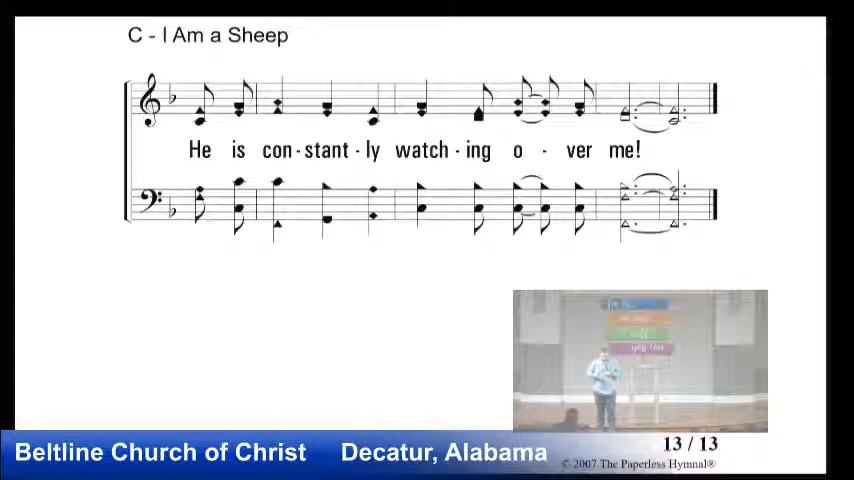 C - I Am a Sheep
He is con - stant - ly watch - ing o - ver me!
13 / 13
Beltline Church of Christ Decatur, Alabama
© 2007 The Paperless Hymnal®